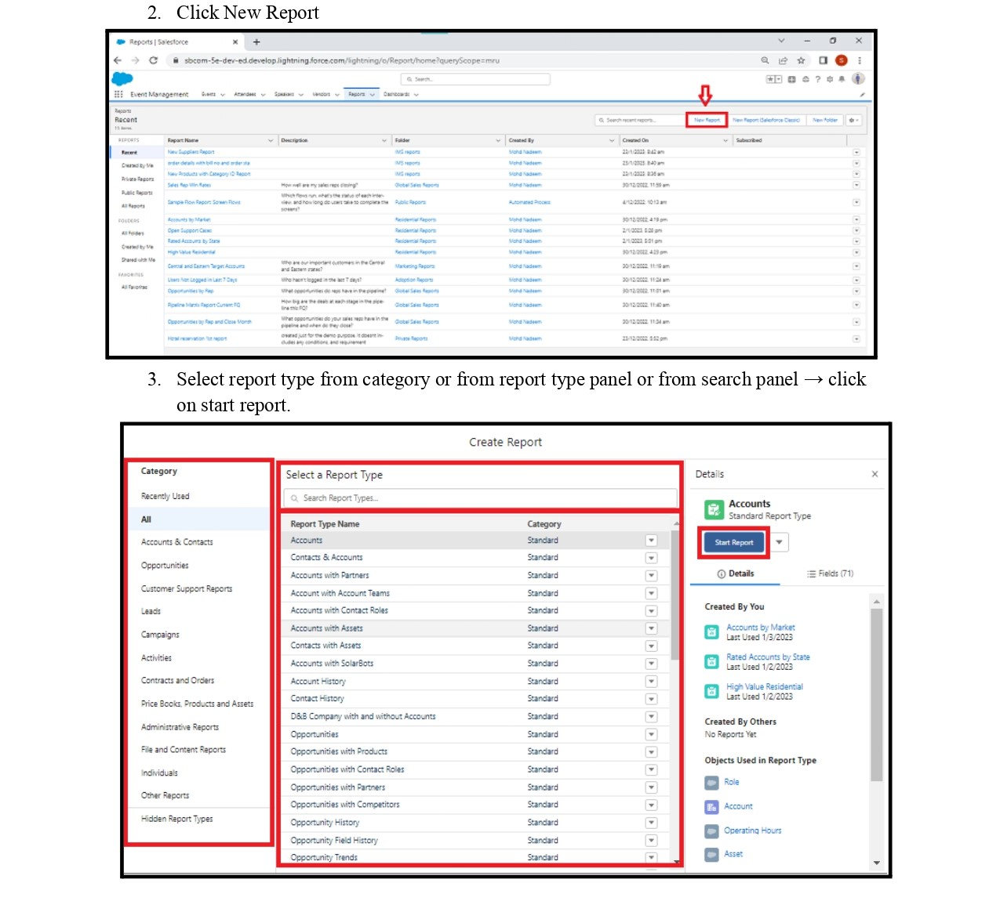 2. Click New Report
Reports | Salesforce
sbcom-5e-dev-ed.develop.lightning.force.com/lightning/o/Report/home?queryScope=mru
S
Search...
Event Management Events Attendees Speakers Vendors Reports Dashboards
Reports
Recent
15 items
Search recent reports...
New Report New Report (Salesforce Classic) New Folder
REPORTS Report Name Description Folder Created By Created On Subscribed
Recent
Created by Me
Private Reports
Public Reports
All Reports
FOLDERS
All Folders
Created by Me
Shared with Me
FAVORITES
All Favorites
New Suppliers Report IMS reports Mohd Nadeem 23/1/2023, 8:42 am
order details with bill no and order sta IMS reports Mohd Nadeem 23/1/2023, 8:40 am
New Products with Category ID Report IMS reports Mohd Nadeem 23/1/2023, 8:36 am
Sales Rep Win Rates How well are my sales reps closing? Global Sales Reports Mohd Nadeem 30/12/2022, 11:59 am
Sample Flow Report: Screen Flows Which flows run, what's the status of each inter-
view, and how long do users take to complete the
screens? Public Reports Automated Process 4/12/2022, 10:13 am
Accounts by Market Residential Reports Mohd Nadeem 30/12/2022, 4:18 pm
Open Support Cases Residential Reports Mohd Nadeem 2/1/2023, 5:28 pm
Rated Accounts by State Residential Reports Mohd Nadeem 2/1/2023, 5:01 pm
High Value Residential Residential Reports Mohd Nadeem 30/12/2022, 4:23 pm
Central and Eastern Target Accounts Who are our important customers in the Central
and Eastern states? Marketing Reports Mohd Nadeem 30/12/2022, 11:19 am
Users Not Logged in Last 7 Days Who hasn't logged in the last 7 days? Adoption Reports Mohd Nadeem 30/12/2022, 11:24 am
Opportunities by Rep What opportunities do reps have in the pipeline? Global Sales Reports Mohd Nadeem 30/12/2022, 11:01 am
Pipeline Matrix Report Current FQ How big are the deals at each stage in the pipe-
line this FQ? Global Sales Reports Mohd Nadeem 30/12/2022, 11:40 am
Opportunities by Rep and Close Month What opportunities do your sales reps have in the
pipeline and when do they close? Global Sales Reports Mohd Nadeem 30/12/2022, 11:34 am
Hotel reservation 1st report created just for the demo purpose. It doesnt in-
cludes any conditions, and requirement Private Reports Mohd Nadeem 23/12/2022, 5:52 pm
3. Select report type from category or from report type panel or from search panel → click
on start report.
Create Report
Category
Recently Used
All
Accounts & Contacts
Opportunities
Customer Support Reports
Leads
Campaigns
Activities
Contracts and Orders
Price Books, Products and Assets
Administrative Reports
File and Content Reports
Individuals
Other Reports
Hidden Report Types
Select a Report Type
Search Report Types...
Report Type Name Category
Accounts Standard
Contacts & Accounts Standard
Accounts with Partners Standard
Account with Account Teams Standard
Accounts with Contact Roles Standard
Accounts with Assets Standard
Contacts with Assets Standard
Accounts with SolarBots Standard
Account History Standard
Contact History Standard
D&B Company with and without Accounts Standard
Opportunities Standard
Opportunities with Products Standard
Opportunities with Contact Roles Standard
Opportunities with Partners Standard
Opportunities with Competitors Standard
Opportunity History Standard
Opportunity Field History Standard
Opportunity Trends Standard
Details
Accounts
Standard Report Type
Start Report
Details Fields (71)
Created By You
Accounts by Market
Last Used 1/3/2023
Rated Accounts by State
Last Used 1/2/2023
High Value Residential
Last Used 1/2/2023
Created By Others
No Reports Yet
Objects Used in Report Type
Role
Account
Operating Hours
Asset